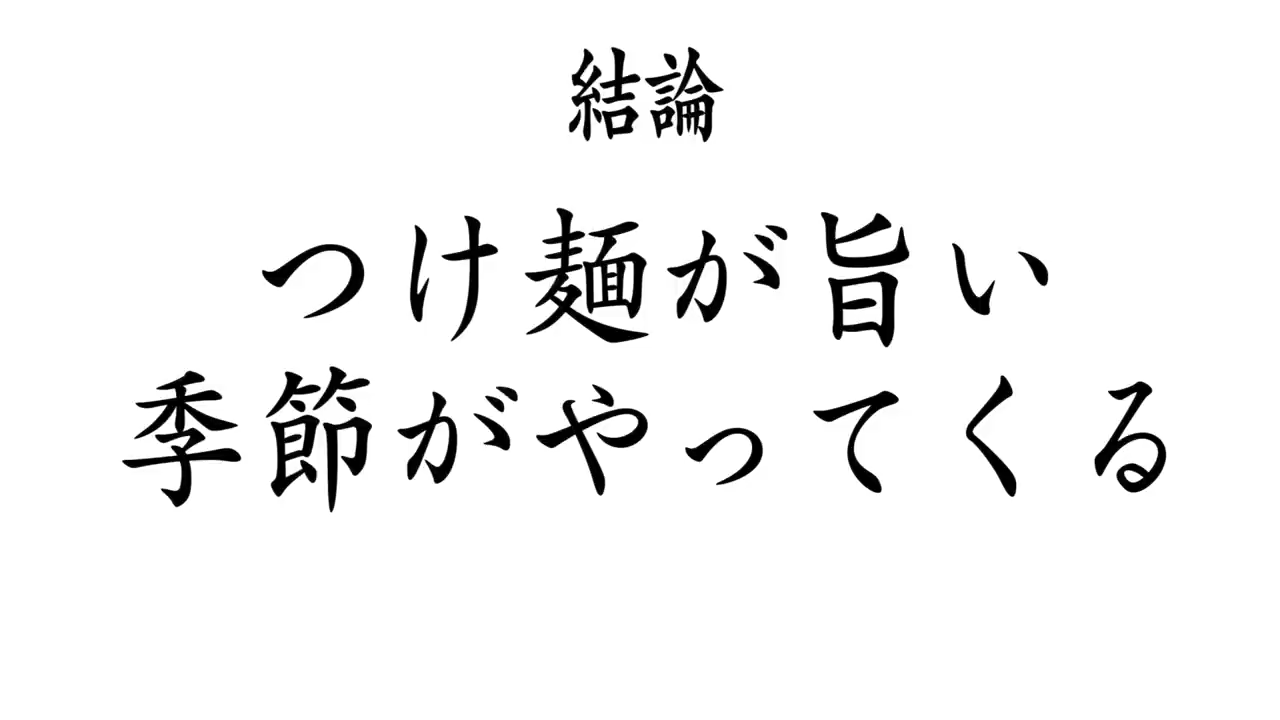 結論
つけ麺が旨い
季節がやってくる